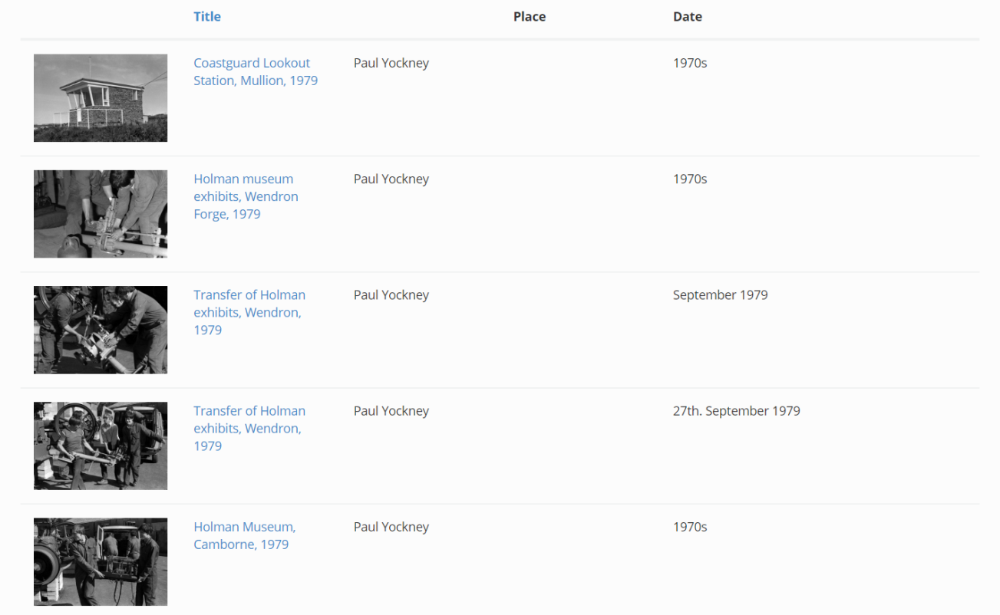 Title Place Date
Coastguard Lookout Paul Yockney 1970s
Station, Mullion, 1979
Holman museum Paul Yockney 1970s
exhibits, Wendron
Forge, 1979
Transfer of Holman Paul Yockney September 1979
exhibits, Wendron,
1979
Transfer of Holman Paul Yockney 27th. September 1979
exhibits, Wendron,
1979
Holman Museum, Paul Yockney 1970s
Camborne, 1979